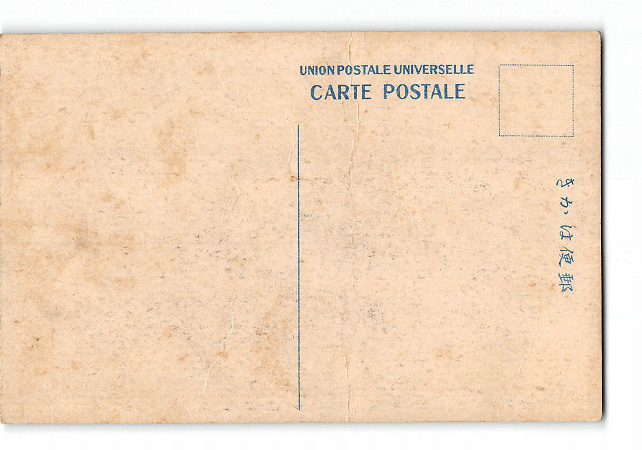 UNION POSTALE UNIVERSELLE
CARTE POSTALE
きかは便郵